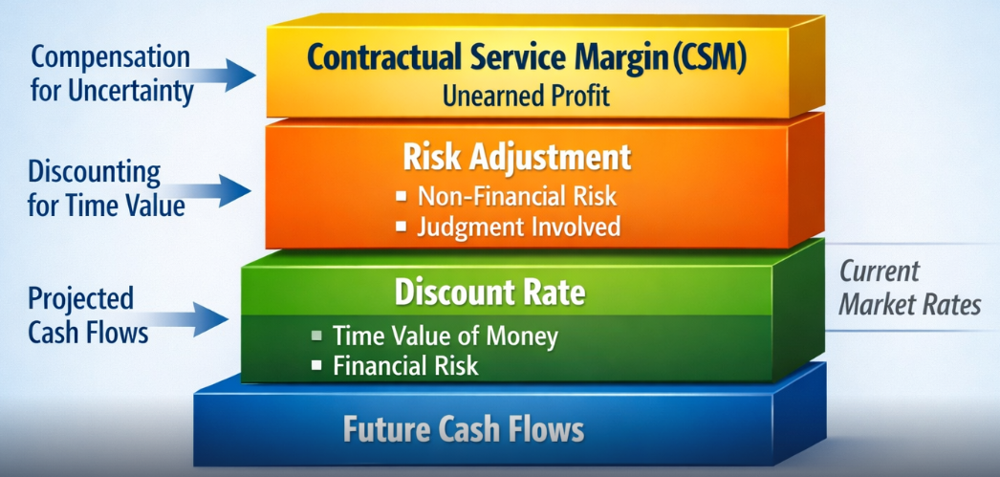 Compensation
for Uncertainty
Contractual Service Margin (CSM)
Unearned Profit
Discounting
for Time Value
Risk Adjustment
▪ Non-Financial Risk
▪ Judgment Involved
Projected
Cash Flows
Discount Rate
▪ Time Value of Money
▪ Financial Risk
Current
Market Rates
Future Cash Flows